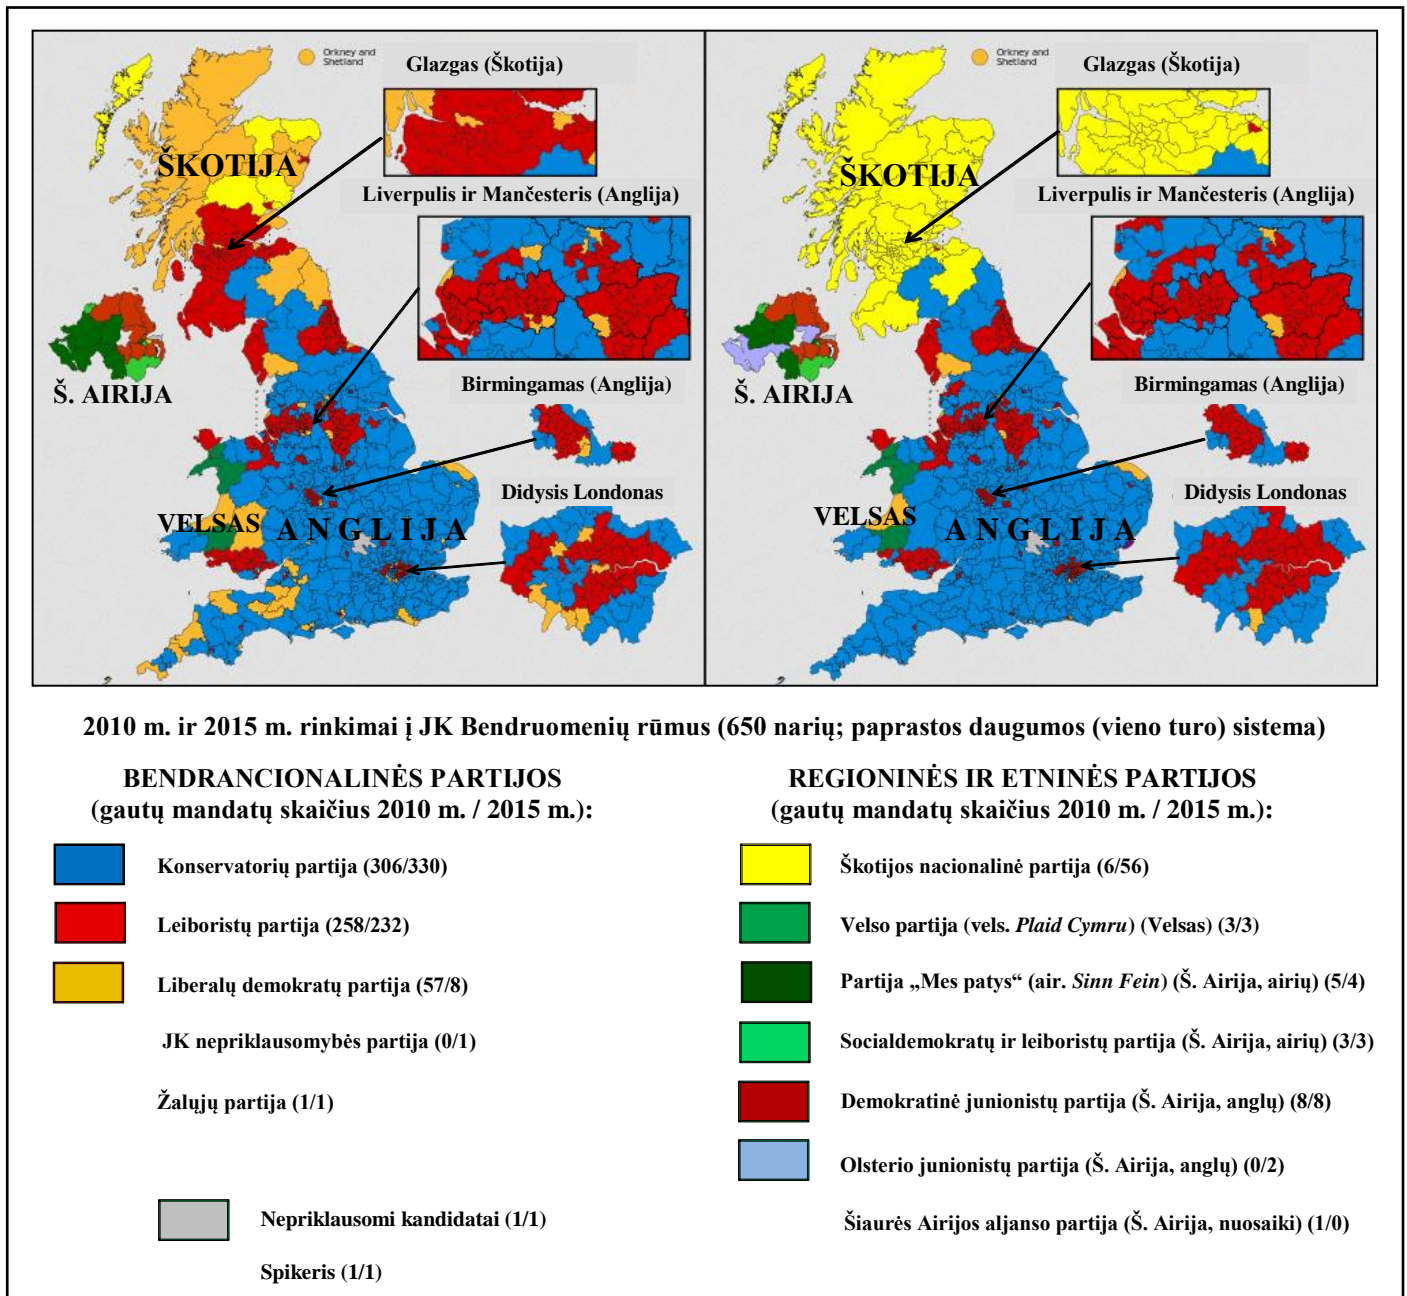 Orkney and
Shetland
Glazgas (Škotija)
ŠKOTIJA
Liverpulis ir Mančesteris (Anglija)
Š. AIRIJA
Birmingamas (Anglija)
Didysis Londonas
VELSAS
ANGLIJA
Orkney and
Shetland
Glazgas (Škotija)
ŠKOTIJA
Liverpulis ir Mančesteris (Anglija)
Š. AIRIJA
Birmingamas (Anglija)
Didysis Londonas
VELSAS
ANGLIJA
2010 m. ir 2015 m. rinkimai į JK Bendruomenių rūmus (650 narių; paprastos daugumos (vieno turo) sistema)
BENDRANCIONALINĖS PARTIJOS
(gautų mandatų skaičius 2010 m. / 2015 m.):
Konservatorių partija (306/330)
Leiboristų partija (258/232)
Liberalų demokratų partija (57/8)
JK nepriklausomybės partija (0/1)
Žalųjų partija (1/1)
Nepriklausomi kandidatai (1/1)
Spikeris (1/1)
REGIONINĖS IR ETNINĖS PARTIJOS
(gautų mandatų skaičius 2010 m. / 2015 m.):
Škotijos nacionalinė partija (6/56)
Velso partija (vels. Plaid Cymru) (Velsas) (3/3)
Partija „Mes patys“ (air. Sinn Fein) (Š. Airija, airių) (5/4)
Socialdemokratų ir leiboristų partija (Š. Airija, airių) (3/3)
Demokratinė junionistų partija (Š. Airija, anglų) (8/8)
Olsterio junionistų partija (Š. Airija, anglų) (0/2)
Šiaurės Airijos aljanso partija (Š. Airija, nuosaiki) (1/0)